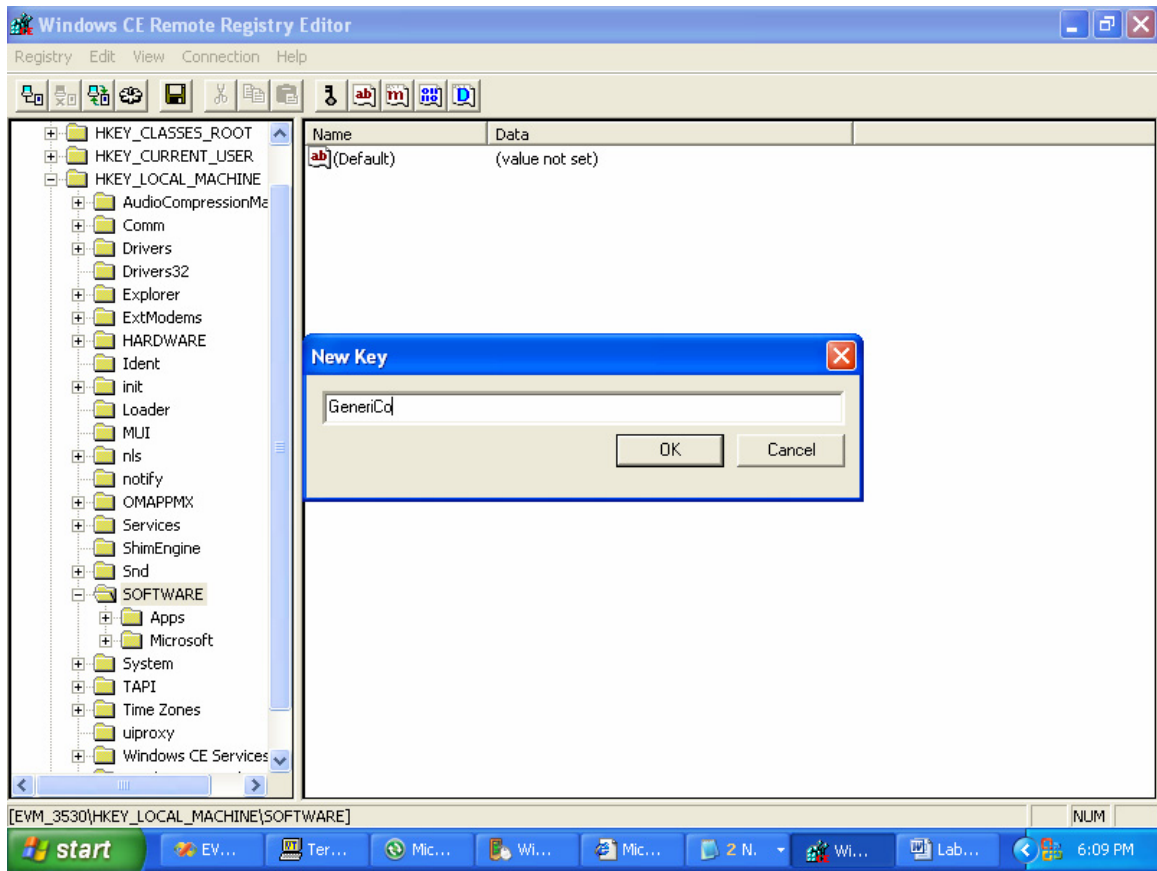 Windows CE Remote Registry Editor
Registry Edit View Connection Help
HKEY_CLASSES_ROOT
HKEY_CURRENT_USER
HKEY_LOCAL_MACHINE
AudioCompressionMa
Comm
Drivers
Drivers32
Explorer
ExtModems
HARDWARE
Ident
init
Loader
MUI
nls
notify
OMAPPMX
Services
ShimEngine
Snd
SOFTWARE
Apps
Microsoft
System
TAPI
Time Zones
uiproxy
Windows CE Services
Name Data
ab (Default) (value not set)
New Key
GeneriCo
OK Cancel
[EVM_3530\HKEY_LOCAL_MACHINE\SOFTWARE] NUM
start EV... Ter... Mic... Wi... Mic... 2 N. Wi... Lab... 6:09 PM